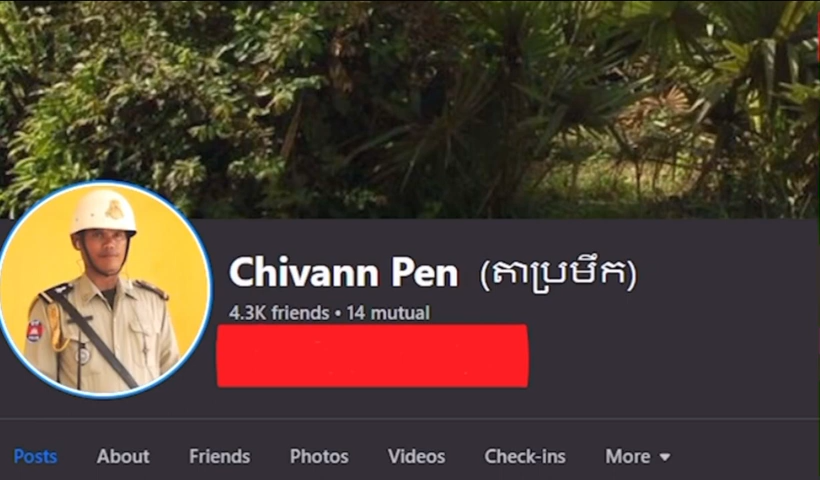 Chivann Pen (តាប្រមឹក)
4.3K friends • 14 mutual
Posts About Friends Photos Videos Check-ins More